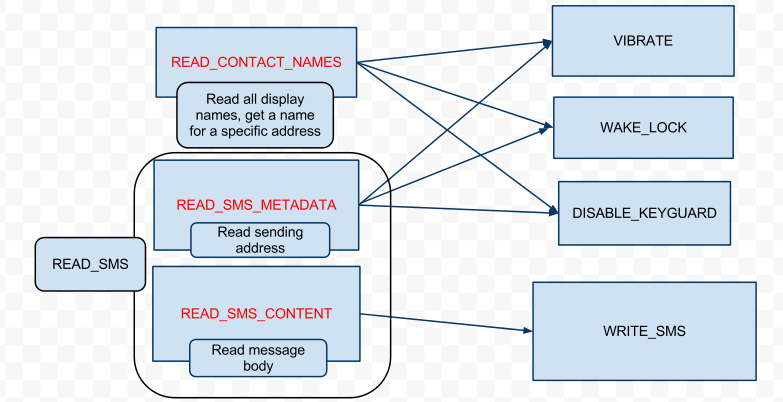 READ_CONTACT_NAMES
Read all display
names, get a name
for a specific address
READ_SMS_METADATA
Read sending
address
READ_SMS
READ_SMS_CONTENT
Read message
body
VIBRATE
WAKE_LOCK
DISABLE_KEYGUARD
WRITE_SMS